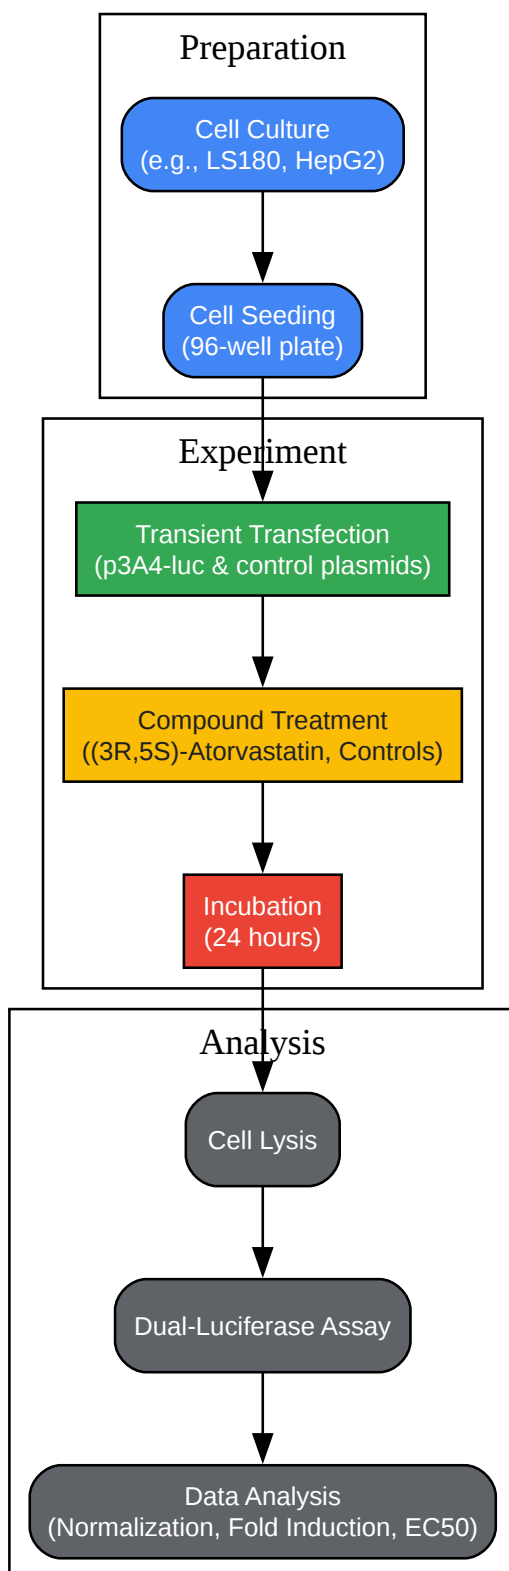 Preparation
Cell Culture
(e.g., LS180, HepG2)
Cell Seeding
(96-well plate)
Experiment
Transient Transfection
(p3A4-luc & control plasmids)
Compound Treatment
((3R,5S)-Atorvastatin, Controls)
Incubation
(24 hours)
Analysis
Cell Lysis
Dual-Luciferase Assay
Data Analysis
(Normalization, Fold Induction, EC50)